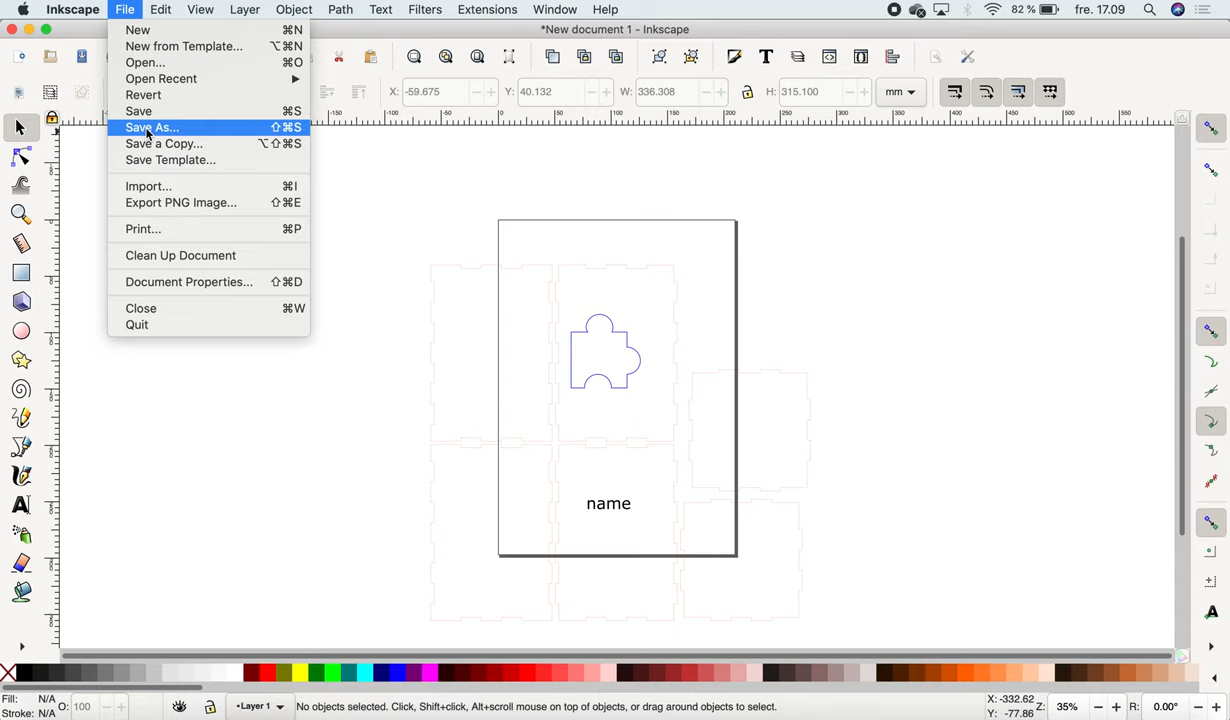 Inkscape File Edit View Layer Object Path Text Filters Extensions Window Help 82 % fre. 17.09
*New document 1 - Inkscape
New ⌘N
New from Template... ⌥⌘N
Open... ⌘O
Open Recent ▶
Revert
Save ⌘S
Save As... ⇧⌘S
Save a Copy... ⌥⇧⌘S
Save Template...
Import... ⌘I
Export PNG Image... ⇧⌘E
Print... ⌘P
Clean Up Document
Document Properties... ⇧⌘D
Close ⌘W
Quit
X: -59.675 Y: 40.132 W: 336.308 H: 315.100 mm
name
Fill: N/A
Stroke: N/A
O: 100
•Layer 1
No objects selected. Click, Shift+click, Alt+scroll mouse on top of objects, or drag around objects to select.
X: -332.62
Y: -77.86
Z: 35% R: 0.00°